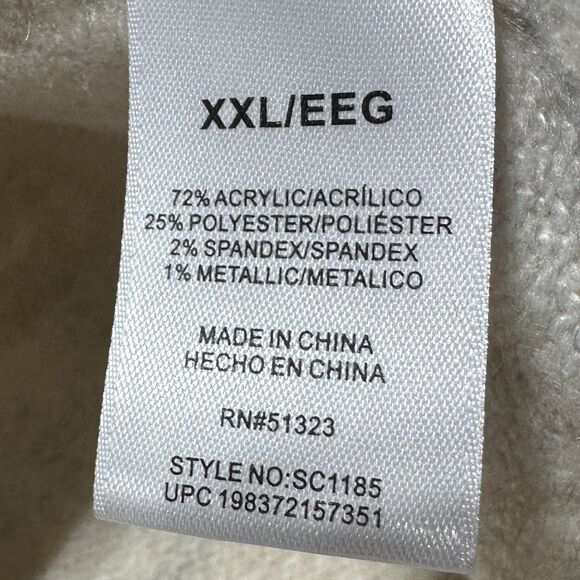 XXL/EEG
72% ACRYLIC/ACRÍLICO
25% POLYESTER/POLIÉSTER
2% SPANDEX/SPANDEX
1% METALLIC/METALICO
MADE IN CHINA
HECHO EN CHINA
RN#51323
STYLE NO:SC1185
UPC 198372157351